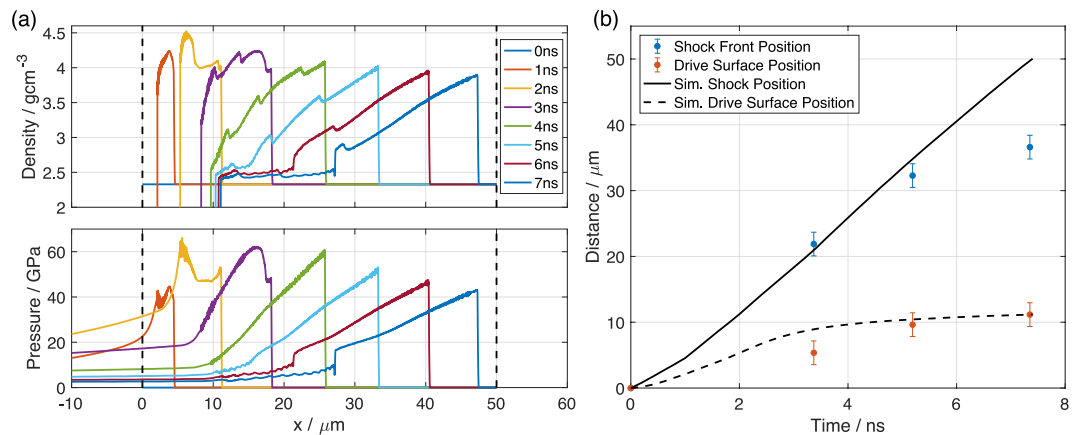 (a)
4.5
4
3.5
3
2.5
2
Density / gcm⁻³
0ns
1ns
2ns
3ns
4ns
5ns
6ns
7ns
60
40
20
0
Pressure / GPa
-10
0
10
20
30
40
50
60
x / μm
(b)
60
50
40
30
20
10
0
Distance / μm
Shock Front Position
Drive Surface Position
Sim. Shock Position
Sim. Drive Surface Position
0
2
4
6
8
Time / ns